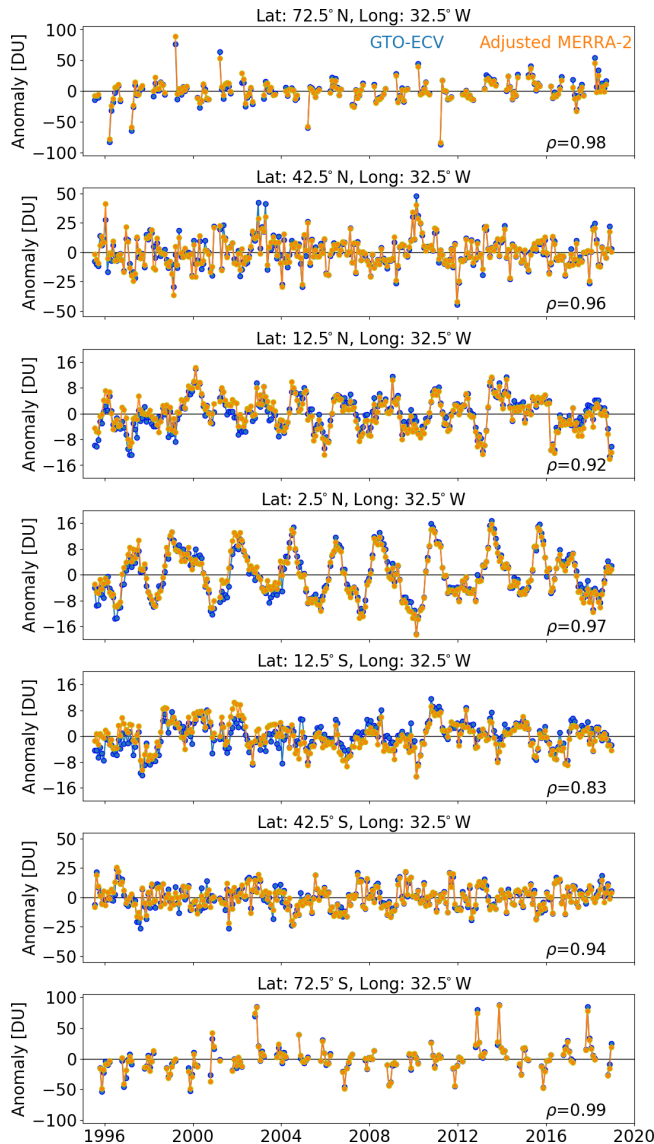 Lat: 72.5°N, Long: 32.5°W
GTO-ECV Adjusted MERRA-2
Anomaly [DU]
100
50
0
−50
−100
ρ=0.98
Lat: 42.5°N, Long: 32.5°W
Anomaly [DU]
50
25
0
−25
−50
ρ=0.96
Lat: 12.5°N, Long: 32.5°W
Anomaly [DU]
16
8
0
−8
−16
ρ=0.92
Lat: 2.5°N, Long: 32.5°W
Anomaly [DU]
16
8
0
−8
−16
ρ=0.97
Lat: 12.5°S, Long: 32.5°W
Anomaly [DU]
16
8
0
−8
−16
ρ=0.83
Lat: 42.5°S, Long: 32.5°W
Anomaly [DU]
50
25
0
−25
−50
ρ=0.94
Lat: 72.5°S, Long: 32.5°W
Anomaly [DU]
100
50
0
−50
−100
ρ=0.99
1996 2000 2004 2008 2012 2016 2020